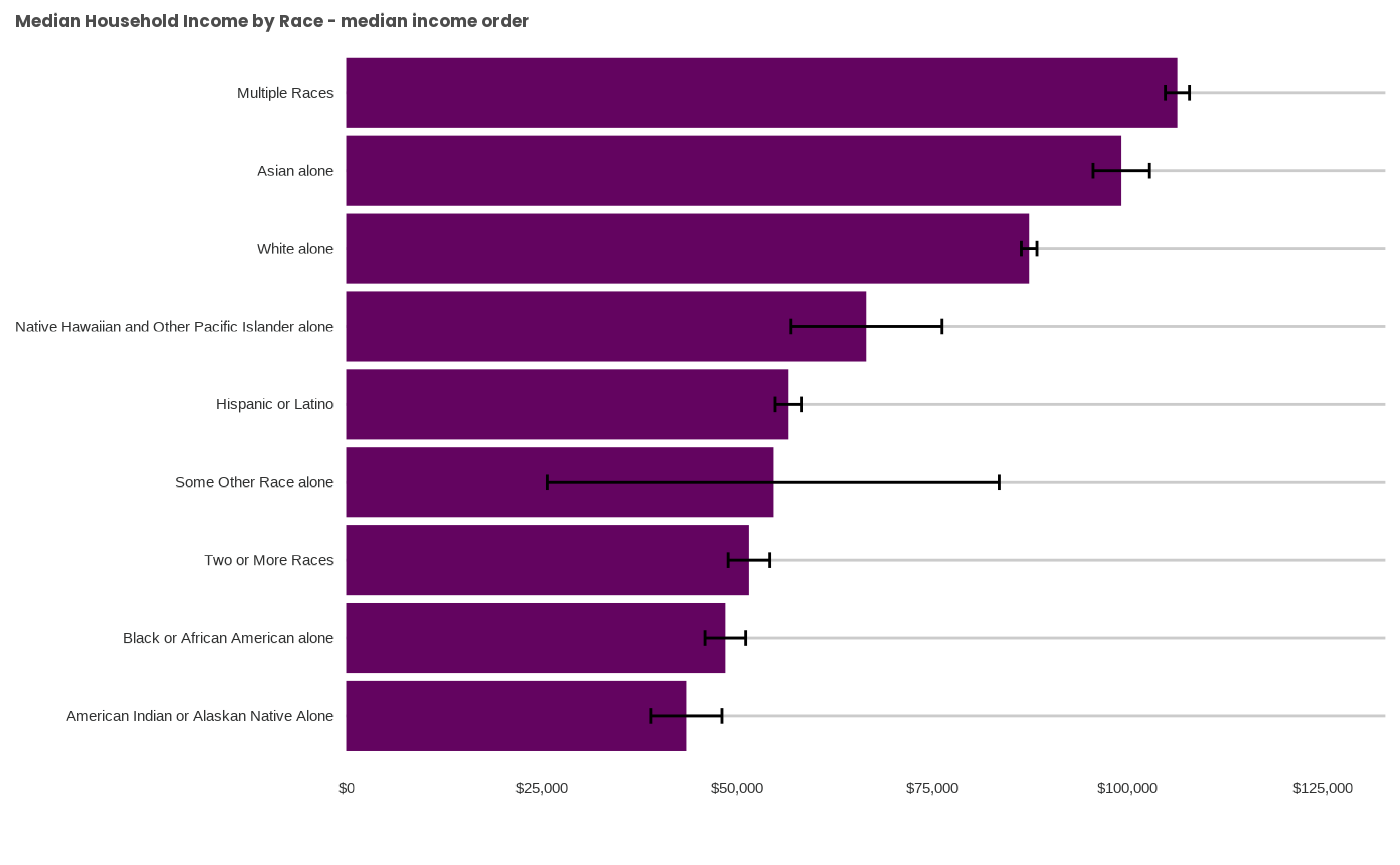 Median Household Income by Race - median income order
Multiple Races
Asian alone
White alone
Native Hawaiian and Other Pacific Islander alone
Hispanic or Latino
Some Other Race alone
Two or More Races
Black or African American alone
American Indian or Alaskan Native Alone
$0 $25,000 $50,000 $75,000 $100,000 $125,000